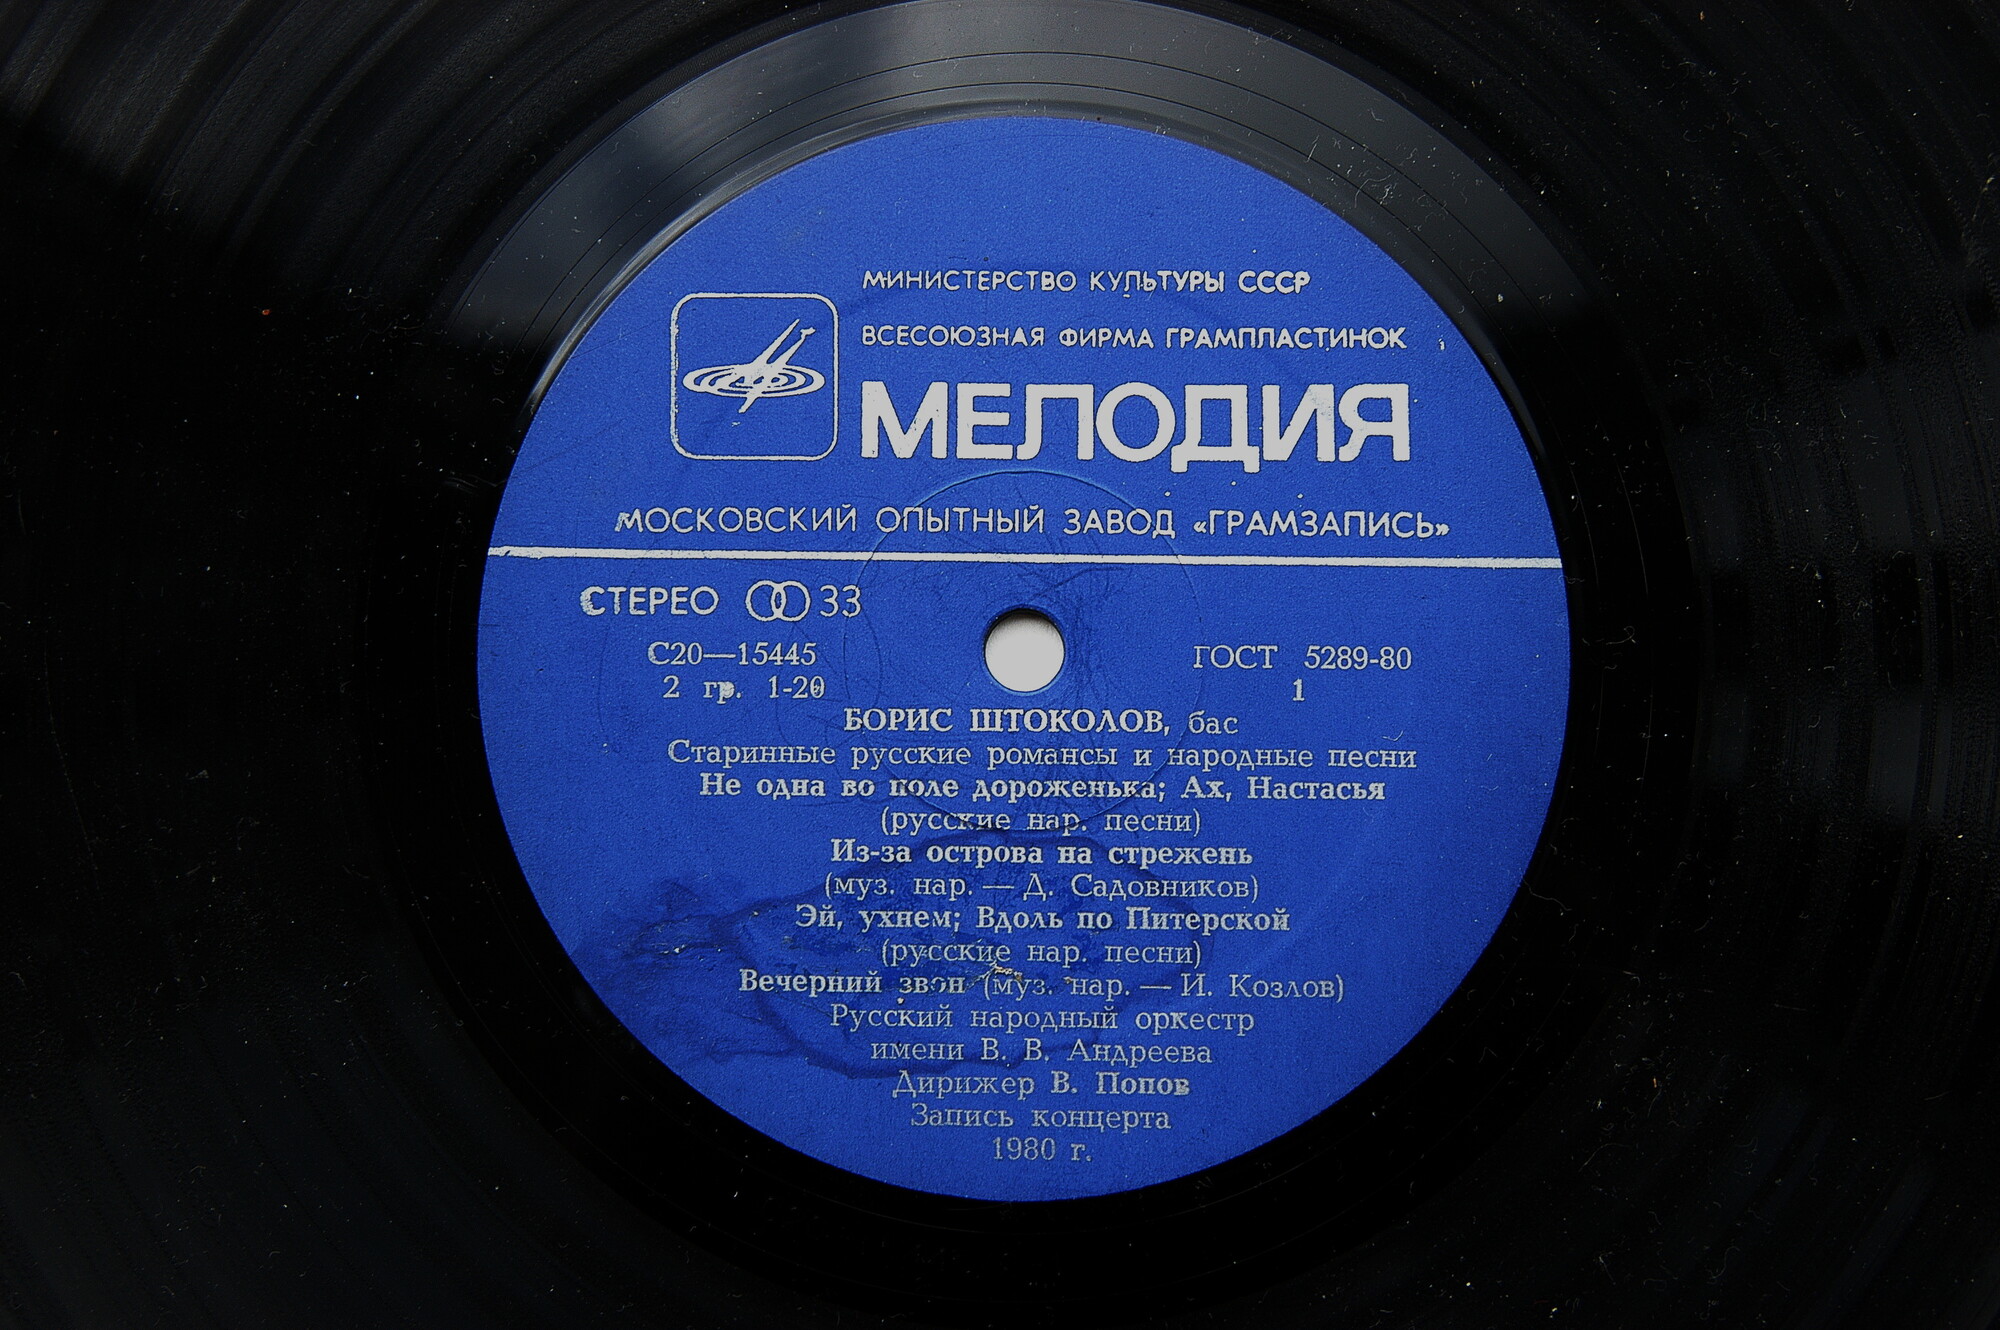 МИНИСТЕРСТВО КУЛЬТУРЫ СССР
ВСЕСОЮЗНАЯ ФИРМА ГРАМПЛАСТИНОК
МЕЛОДИЯ
МОСКОВСКИЙ ОПЫТНЫЙ ЗАВОД «ГРАМЗАПИСЬ»
СТЕРЕО 33
С20—15445 ГОСТ 5289-80
2 гр. 1-20 1
БОРИС ШТОКОЛОВ, бас
Старинные русские романсы и народные песни
Не одна во поле дороженька; Ах, Настасья
(русские нар. песни)
Из-за острова на стрежень
(муз. нар. — Д. Садовников)
Эй, ухнем; Вдоль по Питерской
(русские нар. песни)
Вечерний звон (муз. нар. — И. Козлов)
Русский народный оркестр
имени В. В. Андреева
Дирижер В. Попов
Запись концерта
1980 г.